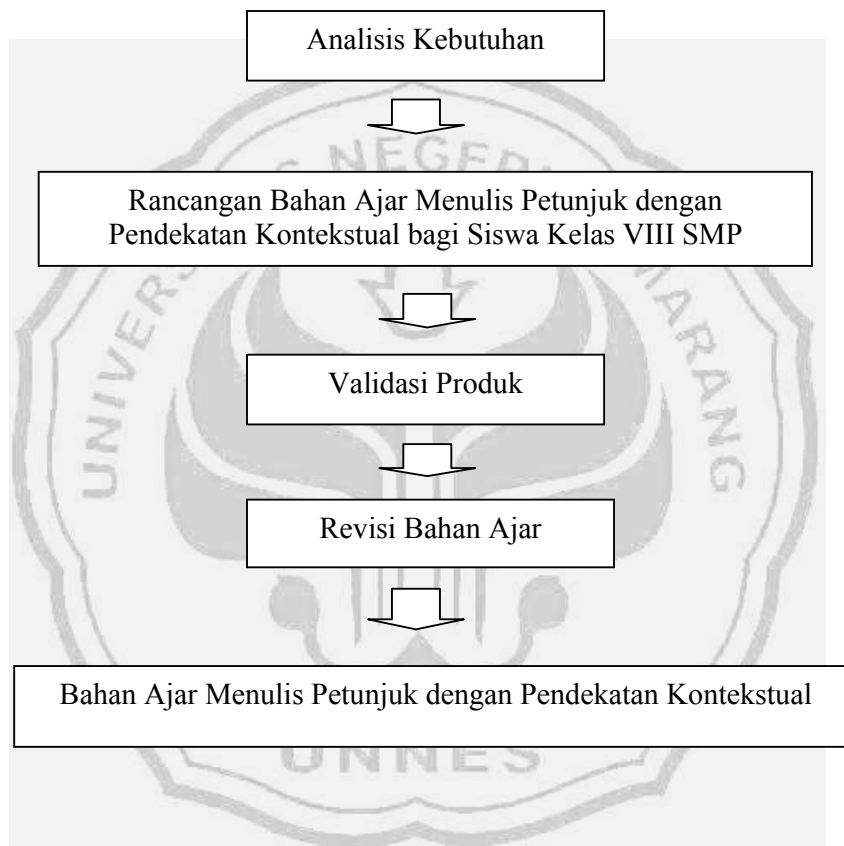 Analisis Kebutuhan
Rancangan Bahan Ajar Menulis Petunjuk dengan
Pendekatan Kontekstual bagi Siswa Kelas VIII SMP
Validasi Produk
Revisi Bahan Ajar
Bahan Ajar Menulis Petunjuk dengan Pendekatan Kontekstual
UNNES